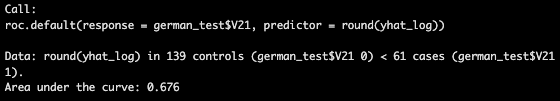 Call:
roc.default(response = german_test$V21, predictor = round(yhat_log))
Data: round(yhat_log) in 139 controls (german_test$V21 0) < 61 cases (german_test$V21
1).
Area under the curve: 0.676